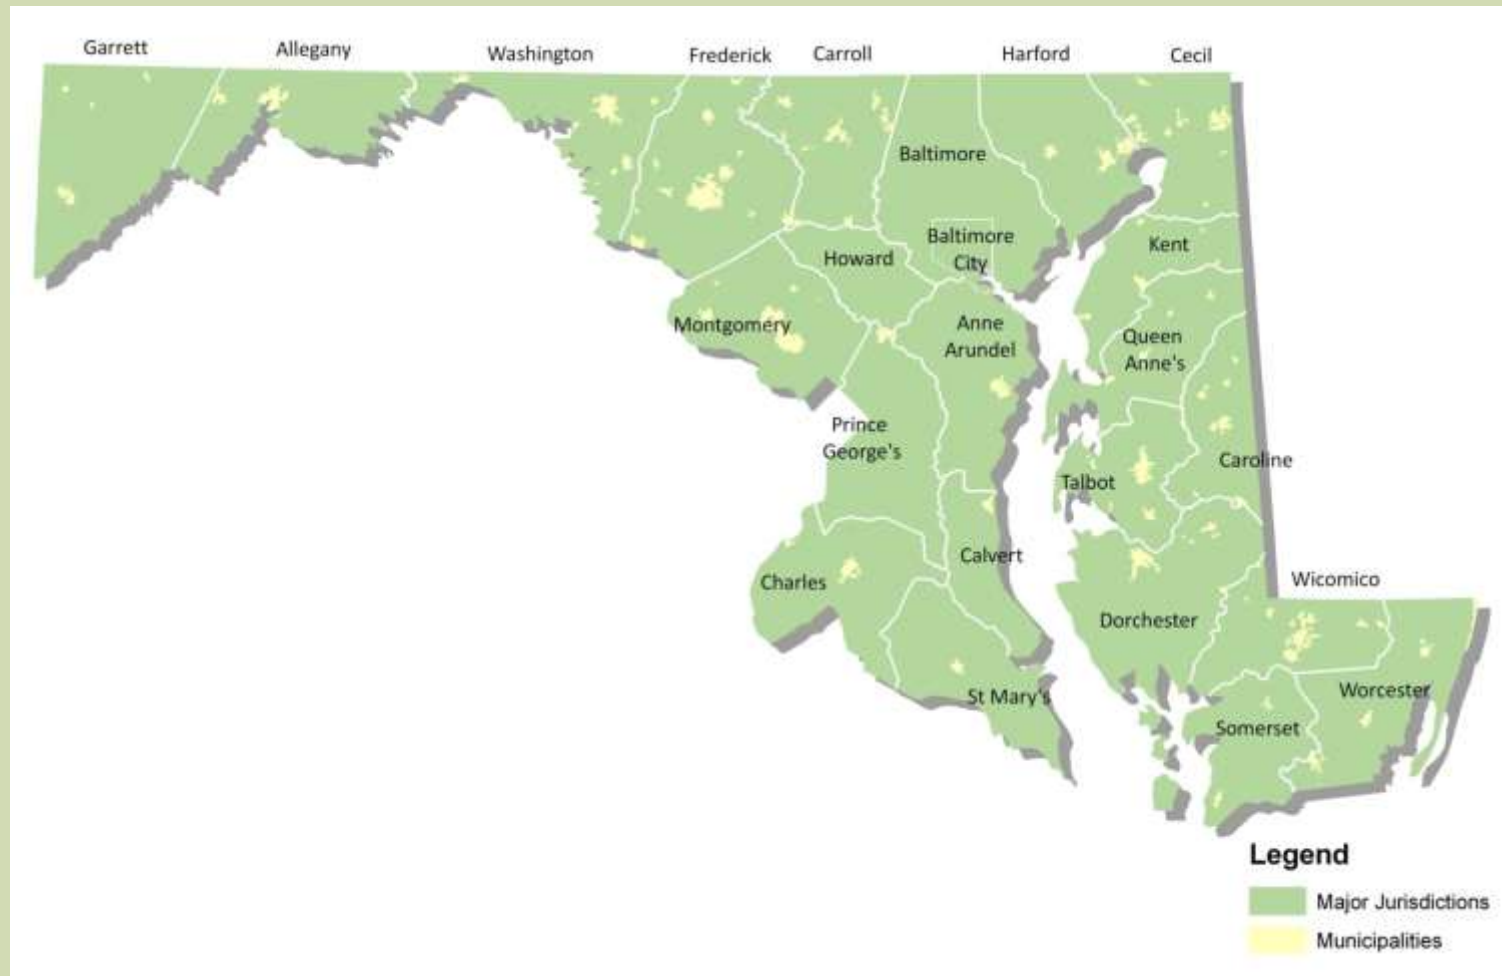 Garrett
Allegany
Washington
Frederick
Carroll
Harford
Cecil
Baltimore
Baltimore
City
Kent
Howard
Montgomery
Anne
Arundel
Queen
Anne's
Prince
George's
Caroline
Talbot
Calvert
Charles
Wicomico
Dorchester
St Mary's
Worcester
Somerset
Legend
Major Jurisdictions
Municipalities